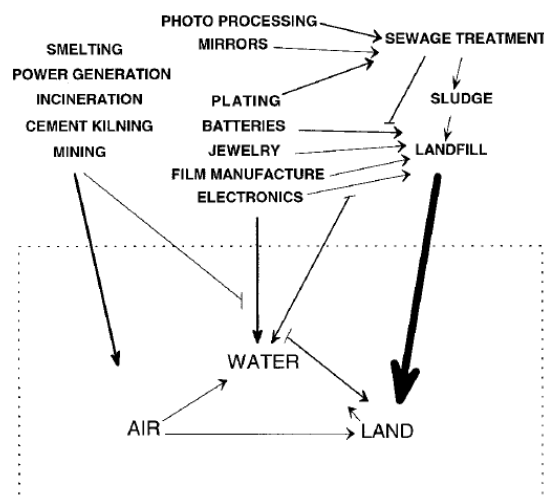 PHOTO PROCESSING
MIRRORS
SEWAGE TREATMENT
SMELTING
POWER GENERATION
INCINERATION
CEMENT KILNING
MINING
PLATING
BATTERIES
JEWELRY
FILM MANUFACTURE
ELECTRONICS
SLUDGE
LANDFILL
WATER
AIR
LAND